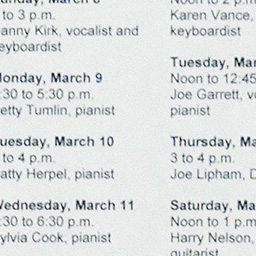 to 3 p.m.
anny Kirk, vocalist and
eyboardist
onday, March 9
:30 to 5:30 p.m.
etty Tumlin, pianist
uesday, March 10
to 4 p.m.
atty Herpel, pianist
ednesday, March 11
:30 to 6:30 p.m.
ylvia Cook, pianist
Karen Vance,
keyboardist
Tuesday, Mar
Noon to 12:45
Joe Garrett, vo
pianist
Thursday, Ma
3 to 4 p.m.
Joe Lipham, D
Saturday, Ma
Noon to 1 p.m
Harry Nelson,
guitarist